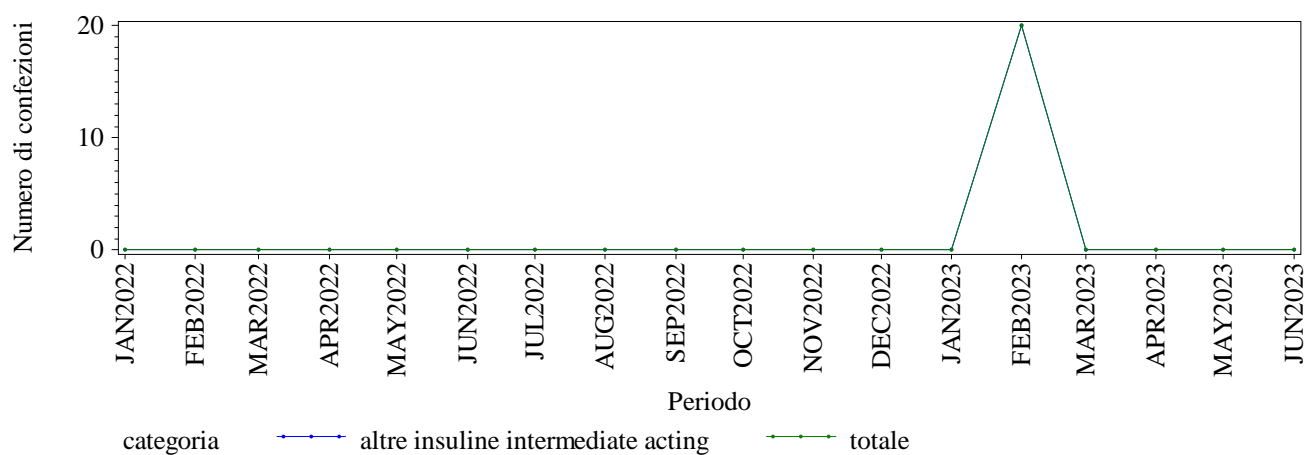 Numero di confezioni
20
10
0
JAN2022
FEB2022
MAR2022
APR2022
MAY2022
JUN2022
JUL2022
AUG2022
SEP2022
OCT2022
NOV2022
DEC2022
JAN2023
FEB2023
MAR2023
APR2023
MAY2023
JUN2023
Periodo
categoria altre insuline intermediate acting totale